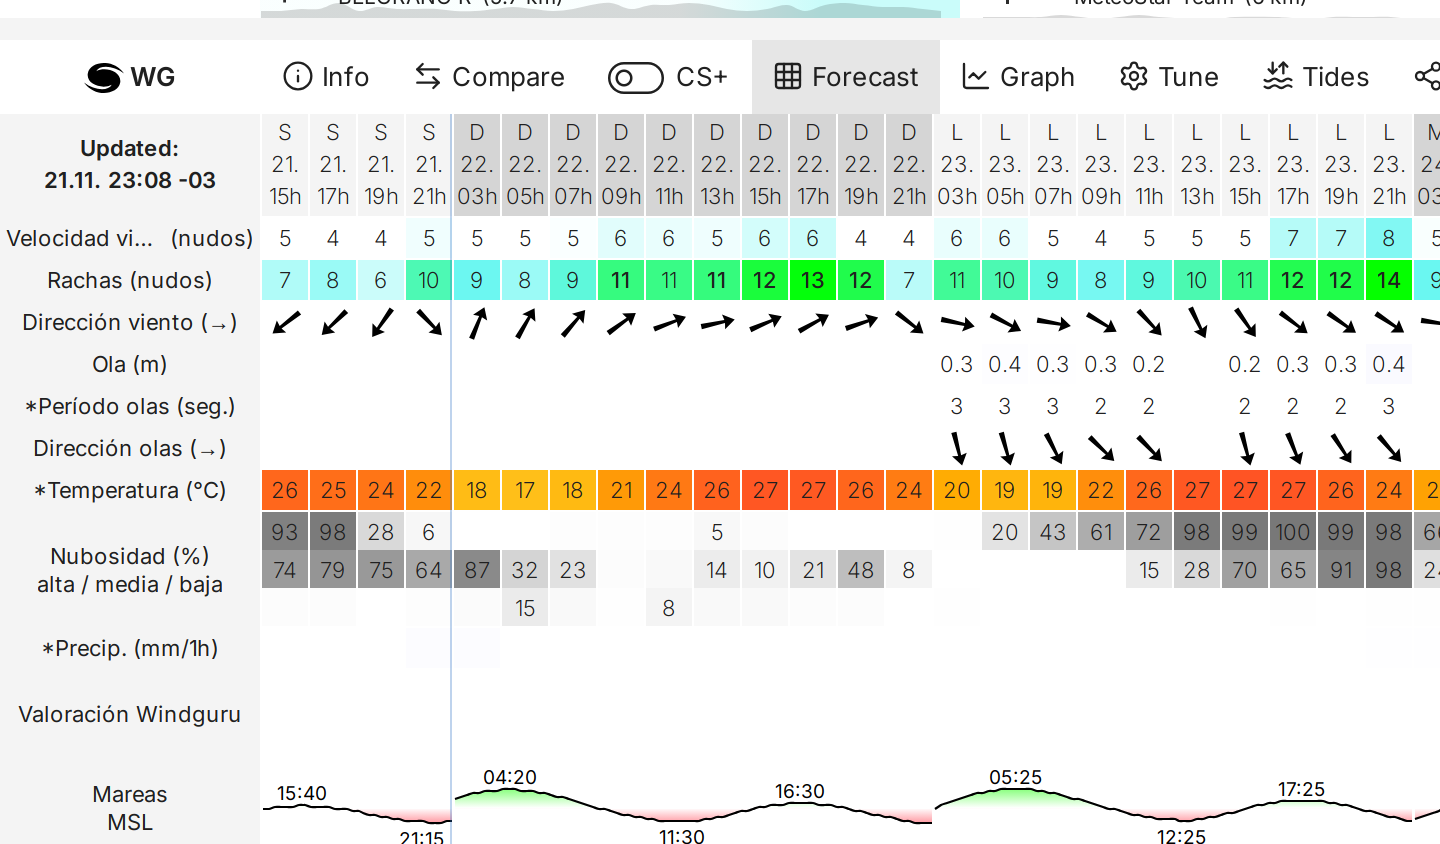 BELGRANO R (3.7 km)
MeteoStar Team (6 km)
WG
Info
Compare
CS+
Forecast
Graph
Tune
Tides
Updated:
21.11. 23:08 -03
S S S S D D D D D D D D D D L L L L L L L L L L M
21. 21. 21. 21. 22. 22. 22. 22. 22. 22. 22. 22. 22. 22. 23. 23. 23. 23. 23. 23. 23. 23. 23. 23.
15h 17h 19h 21h 03h 05h 07h 09h 11h 13h 15h 17h 19h 21h 03h 05h 07h 09h 11h 13h 15h 17h 19h 21h
Velocidad vi... (nudos) 5 4 4 5 5 5 5 6 6 5 6 6 4 4 6 6 5 4 5 5 5 7 7 8 5
Rachas (nudos) 7 8 6 10 9 8 9 11 11 11 12 13 12 7 11 10 9 8 9 10 11 12 12 14 9
Dirección viento (→)
Ola (m) 0.3 0.4 0.3 0.3 0.2 0.2 0.3 0.3 0.4
*Período olas (seg.) 3 3 3 2 2 2 2 2 3
Dirección olas (→)
*Temperatura (°C) 26 25 24 22 18 17 18 21 24 26 27 27 26 24 20 19 19 22 26 27 27 27 26 24
93 98 28 6 5 20 43 61 72 98 99 100 99 98
Nubosidad (%)
74 79 75 64 87 32 23 14 10 21 48 8 15 28 70 65 91 98
alta / media / baja
15 8
*Precip. (mm/1h)
Valoración Windguru
Mareas
MSL
15:40 21:15 04:20 11:30 16:30 05:25 12:25 17:25